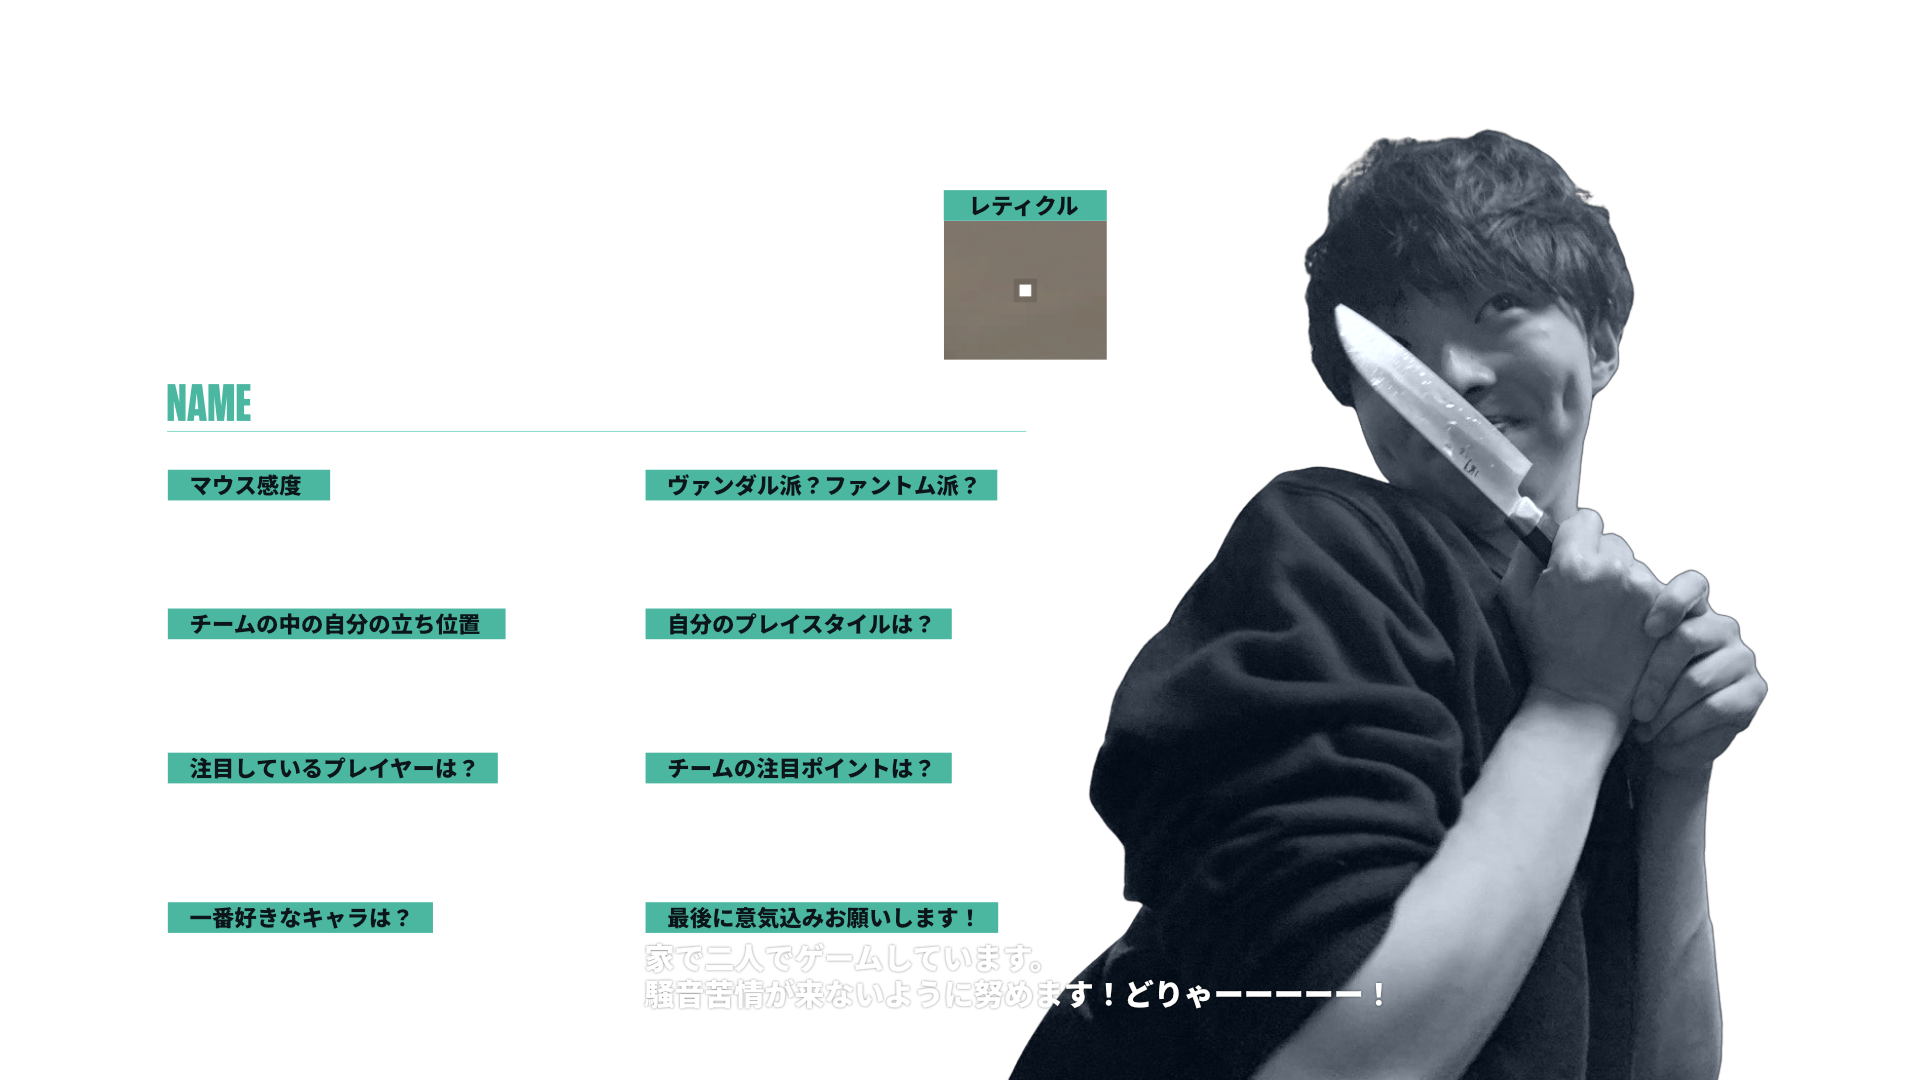 レティクル
NAME
マウス感度
ヴァンダル派？ファントム派？
チームの中の自分の立ち位置
自分のプレイスタイルは？
注目しているプレイヤーは？
チームの注目ポイントは？
一番好きなキャラは？
最後に意気込みお願いします！
家で二人でゲームしています。
騒音苦情が来ないように努めます！どりゃーーーーー！